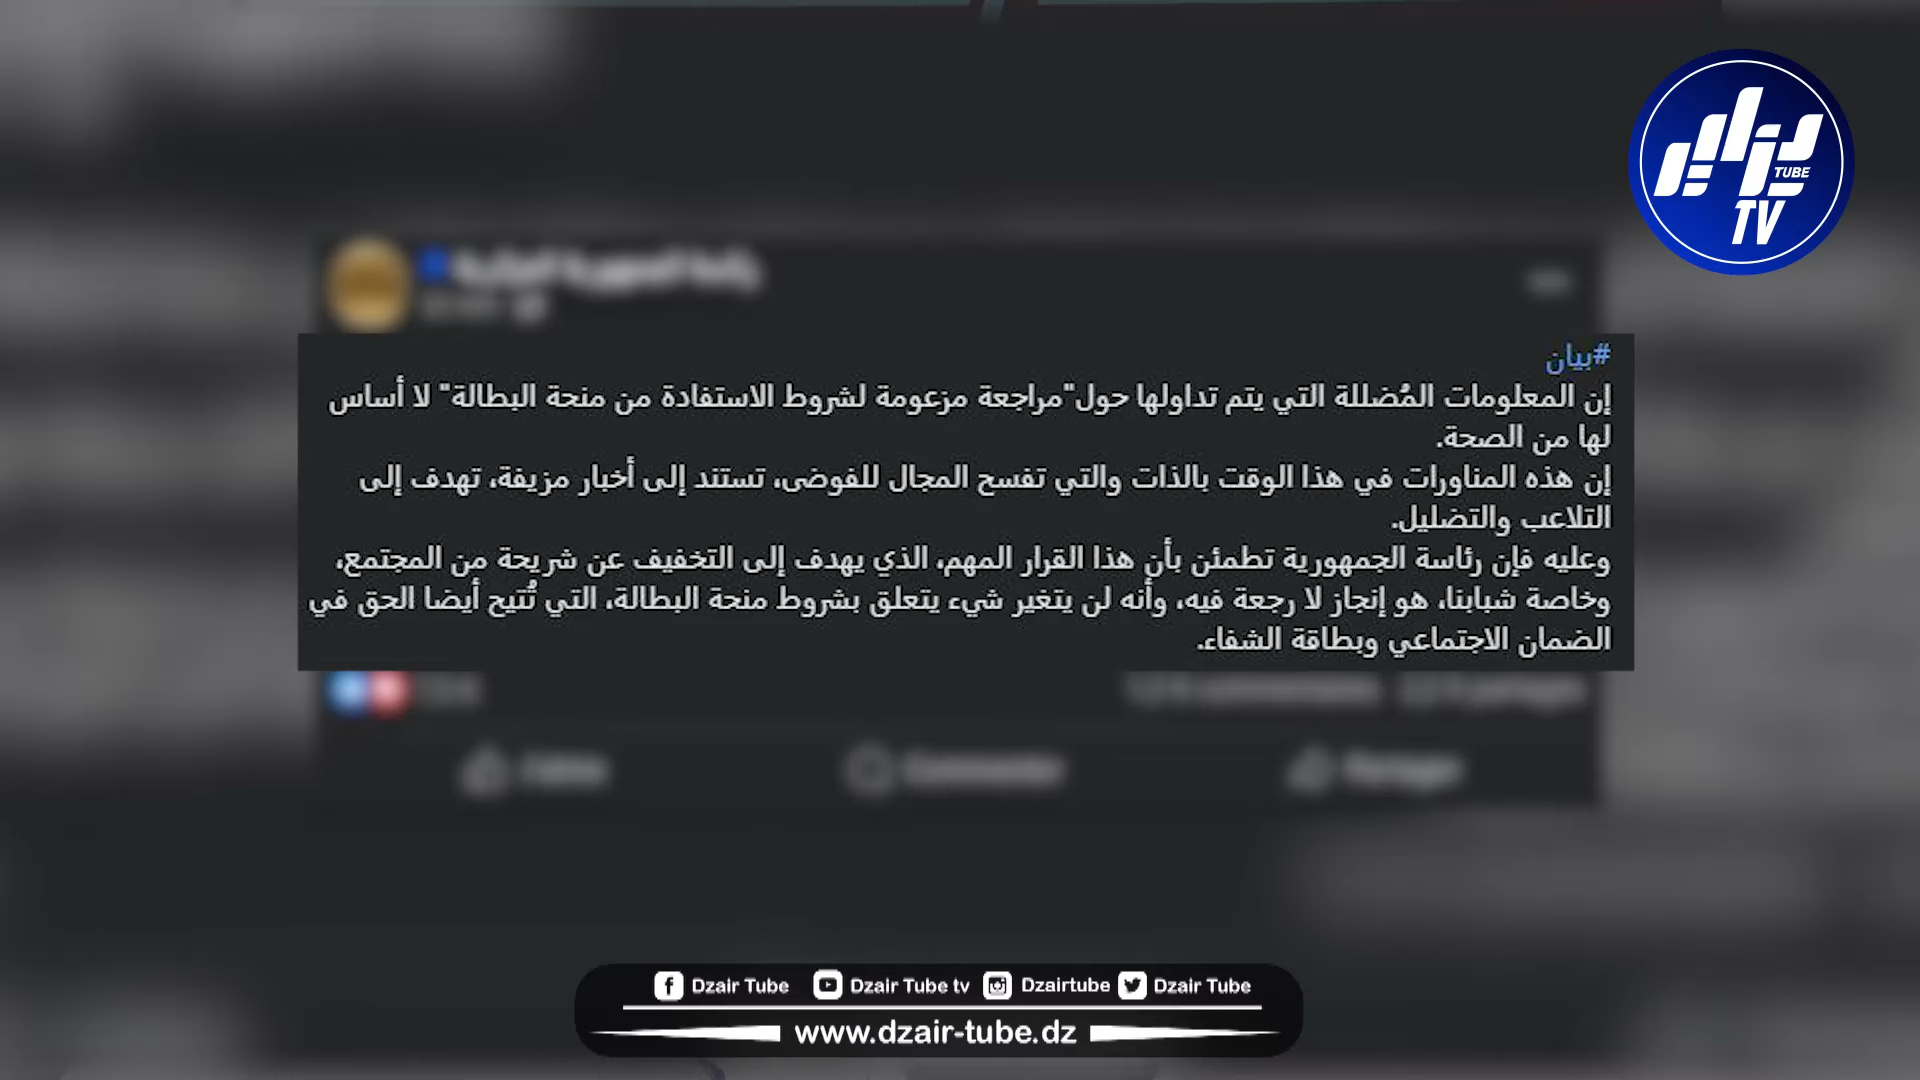 TUBE
TV
#بيان
إن المعلومات المُضللة التي يتم تداولها حول"مراجعة مزعومة لشروط الاستفادة من منحة البطالة" لا أساس
لها من الصحة.
إن هذه المناورات في هذا الوقت بالذات والتي تفسح المجال للفوضى، تستند إلى أخبار مزيفة، تهدف إلى
التلاعب والتضليل.
وعليه فإن رئاسة الجمهورية تطمئن بأن هذا القرار المهم، الذي يهدف إلى التخفيف عن شريحة من المجتمع،
وخاصة شبابنا، هو إنجاز لا رجعة فيه، وأنه لن يتغير شيء يتعلق بشروط منحة البطالة، التي تُتيح أيضا الحق في
الضمان الاجتماعي وبطاقة الشفاء.
Dzair Tube Dzair Tube tv Dzairtube Dzair Tube
www.dzair-tube.dz